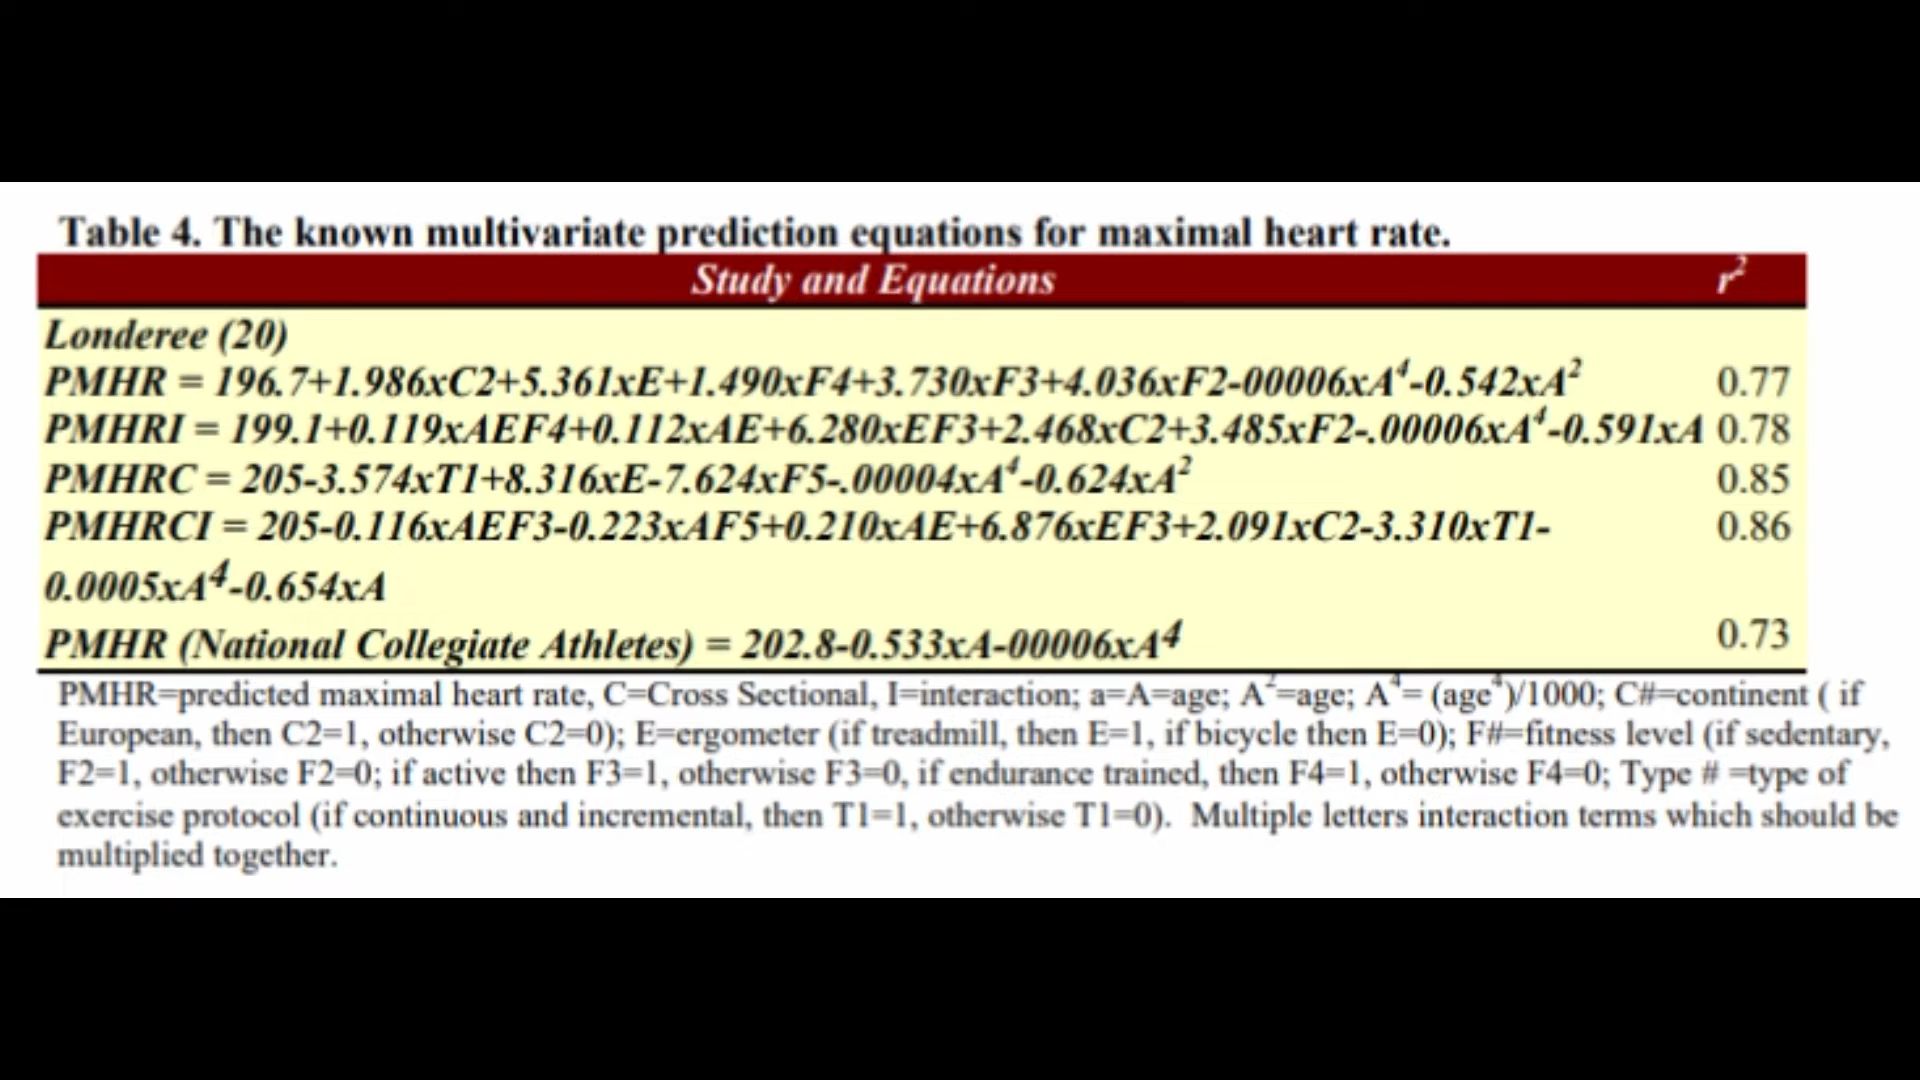 Table 4. The known multivariate prediction equations for maximal heart rate.
Study and Equations r²
Londeree (20)
PMHR = 196.7+1.986xC2+5.361xE+1.490xF4+3.730xF3+4.036xF2-00006xA⁴-0.542xA² 0.77
PMHRI = 199.1+0.119xAEF4+0.112xAE+6.280xEF3+2.468xC2+3.485xF2-.00006xA⁴-0.591xA 0.78
PMHRC = 205-3.574xT1+8.316xE-7.624xF5-.00004xA⁴-0.624xA² 0.85
PMHRCI = 205-0.116xAEF3-0.223xAF5+0.210xAE+6.876xEF3+2.091xC2-3.310xT1- 0.86
0.0005xA⁴-0.654xA
PMHR (National Collegiate Athletes) = 202.8-0.533xA-00006xA⁴ 0.73
PMHR=predicted maximal heart rate, C=Cross Sectional, I=interaction; a=A=age; A²=age; A⁴= (age⁴)/1000; C#=continent ( if
European, then C2=1, otherwise C2=0); E=ergometer (if treadmill, then E=1, if bicycle then E=0); F#=fitness level (if sedentary,
F2=1, otherwise F2=0; if active then F3=1, otherwise F3=0, if endurance trained, then F4=1, otherwise F4=0; Type # =type of
exercise protocol (if continuous and incremental, then T1=1, otherwise T1=0). Multiple letters interaction terms which should be
multiplied together.